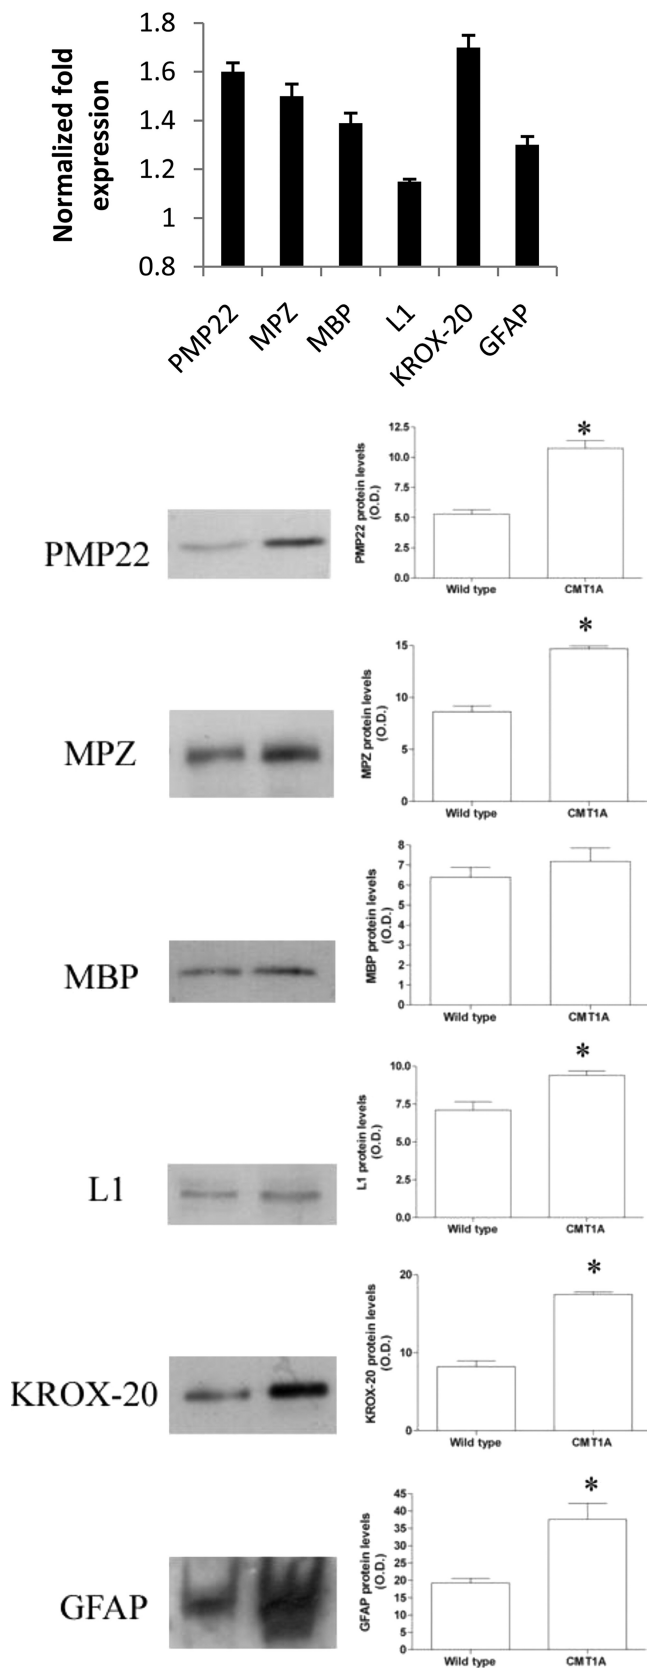 Normalized fold
expression
1.8
1.6
1.4
1.2
1
0.8
PMP22
MPZ
MBP
L1
KROX-20
GFAP
PMP22
PMP22 protein levels
(O.D.)
12.5
10.0
7.5
5.0
2.5
0.0
*
Wild type
CMT1A
MPZ
MPZ protein levels
(O.D.)
15
10
5
0
*
Wild type
CMT1A
MBP
MBP protein levels
(O.D.)
8
7
6
5
4
3
2
1
0
Wild type
CMT1A
L1
L1 protein levels
(O.D.)
10.0
7.5
5.0
2.5
0.0
*
Wild type
CMT1A
KROX-20
KROX-20 protein levels
(O.D.)
20
10
0
*
Wild type
CMT1A
GFAP
GFAP protein levels
(O.D.)
45
40
35
30
25
20
15
10
5
0
*
Wild type
CMT1A